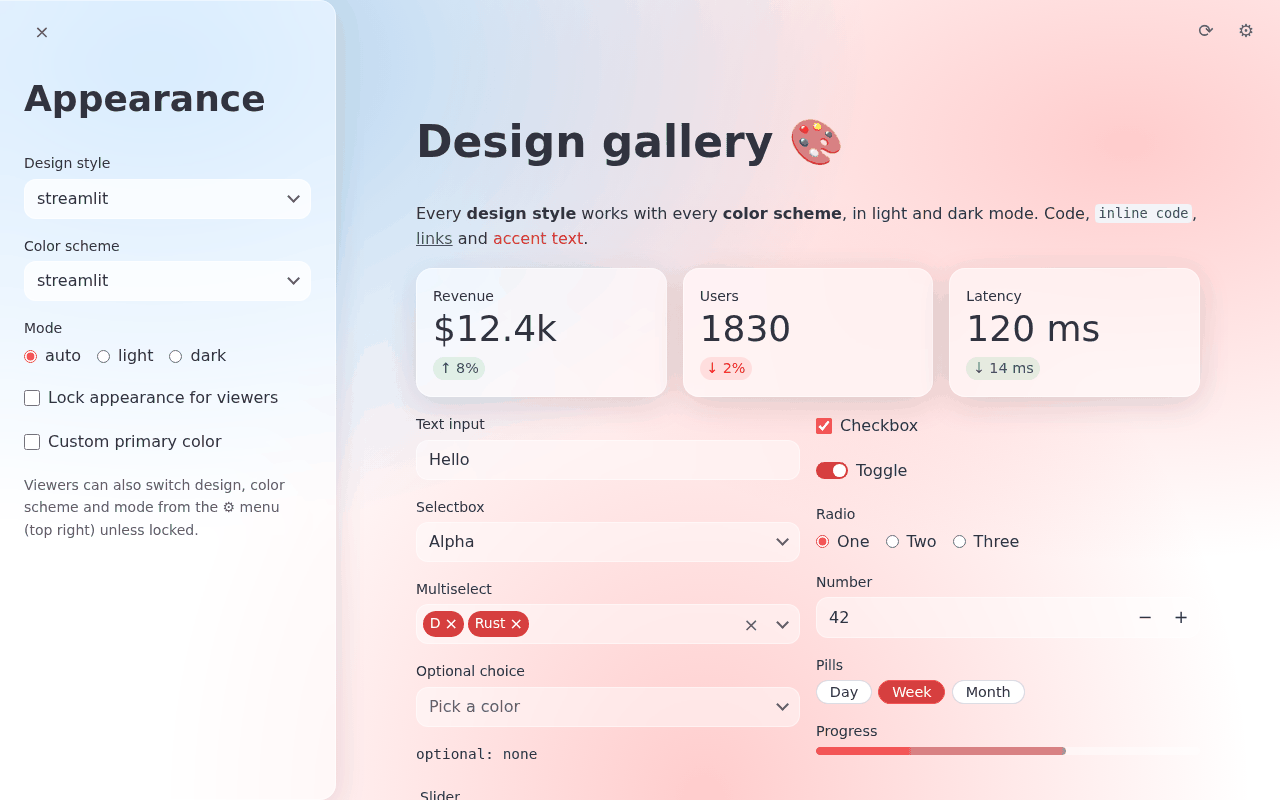 Appearance
Design style
streamlit
Color scheme
streamlit
Mode
auto light dark
Lock appearance for viewers
Custom primary color
Viewers can also switch design, color
scheme and mode from the ⚙ menu
(top right) unless locked.
Design gallery 🎨
Every design style works with every color scheme, in light and dark mode. Code, inline code,
links and accent text.
Revenue
$12.4k
↑ 8%
Users
1830
↓ 2%
Latency
120 ms
↓ 14 ms
Text input
Hello
Selectbox
Alpha
Multiselect
D ✕ Rust ✕
Optional choice
Pick a color
optional: none
Slider
Checkbox
Toggle
Radio
One Two Three
Number
42
Pills
Day Week Month
Progress